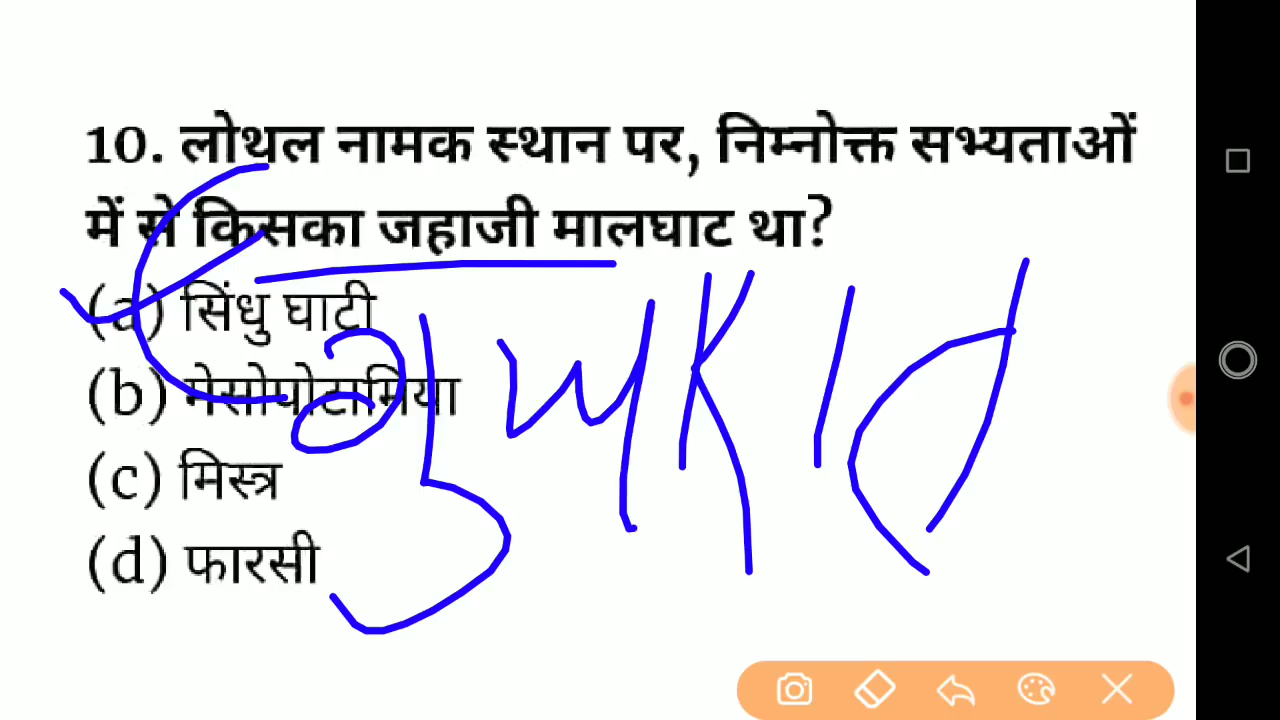 10. लोथल नामक स्थान पर, निम्नोक्त सभ्यताओं
में से किसका जहाजी मालघाट था?
(a) सिंधु घाटी
(b) मेसोपोटामिया
(c) मिस्त्र
(d) फारसी